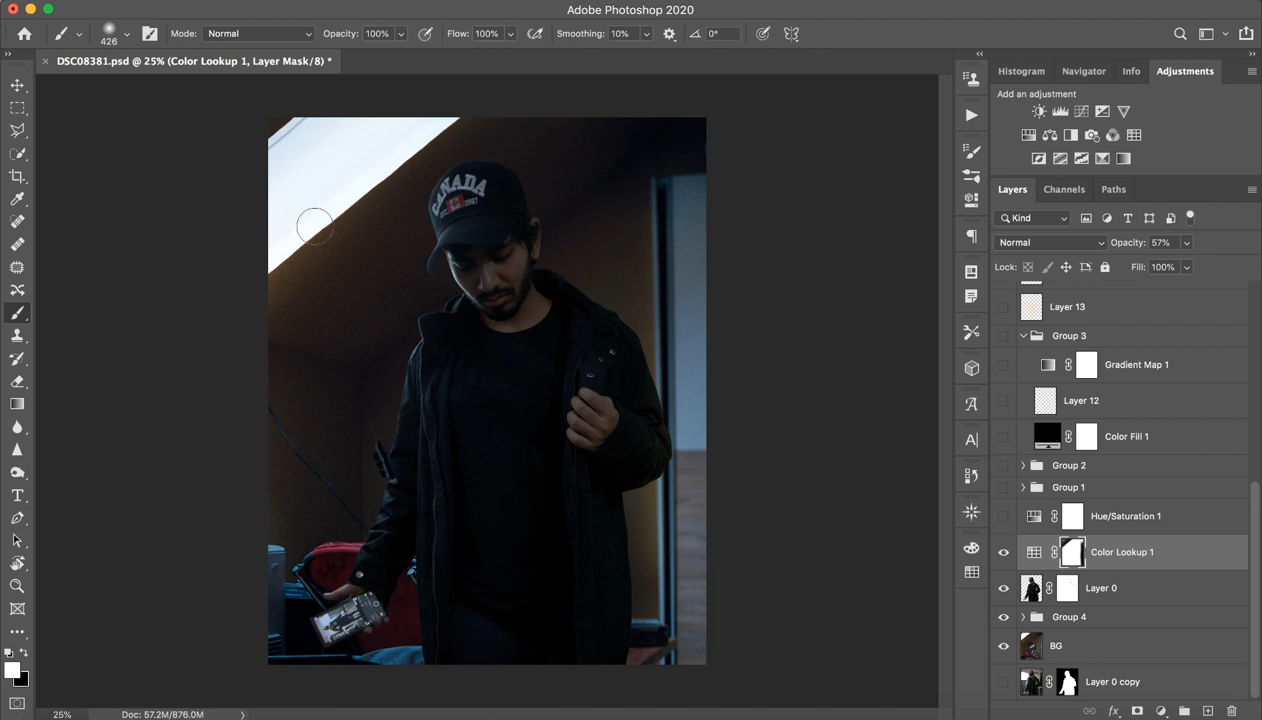 Adobe Photoshop 2020
426
Mode: Normal
Opacity: 100%
Flow: 100%
Smoothing: 10%
0°
DSC08381.psd @ 25% (Color Lookup 1, Layer Mask/8) *
Histogram
Navigator
Info
Adjustments
Add an adjustment
Layers
Channels
Paths
Kind
Normal
Opacity: 57%
Lock:
Fill: 100%
Layer 13
Group 3
Gradient Map 1
Layer 12
Color Fill 1
Group 2
Group 1
Hue/Saturation 1
Color Lookup 1
Layer 0
Group 4
BG
Layer 0 copy
CANADA
EST
1987
25%
Doc: 57.2M/876.0M